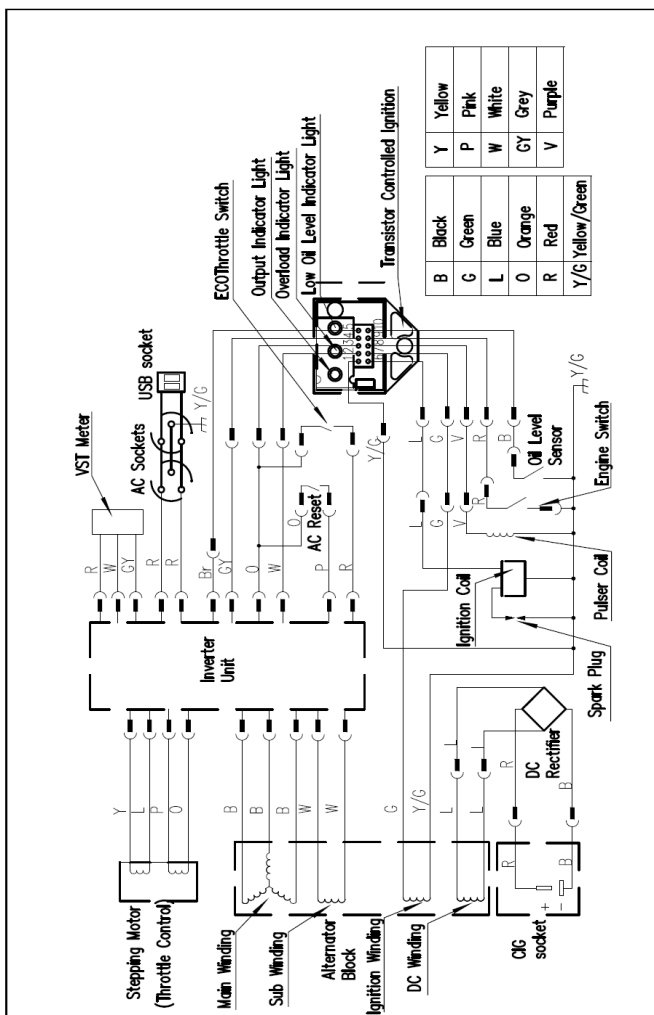 VST Meter
AC Sockets
USB socket
Y/G
ECOThrottle Switch
Output Indicator Light
Overload Indicator Light
Low Oil Level Indicator Light
Transistor Controlled Ignition
B Black
G Green
L Blue
O Orange
R Red
Y/G Yellow/Green
Y Yellow
P Pink
W White
GY Grey
V Purple
R
W
GY
R
R
Br
GY
O
W
P
R
O
AC Reset
Y/G
12345
678910
L
G
V
R
B
L
G
V
R
Oil Level
Sensor
Engine Switch
Pulser Coil
Ignition Coil
Spark Plug
Y/G
Inverter
Unit
Y
L
P
O
Stepping Motor
(Throttle Control)
B
B
B
W
W
Main Winding
Sub Winding
Alternator
Block
Ignition Winding
DC Winding
G
Y/G
L
L
L
L
DC
Rectifier
R
B
R
B
+ -
CIG
socket